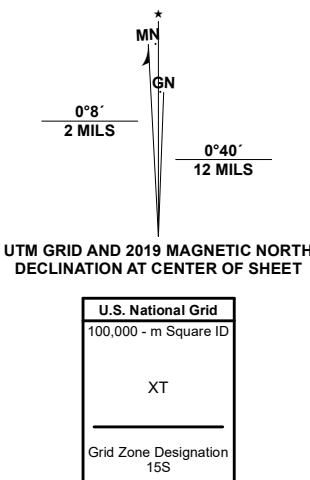 ★
MN
GN
0°8´
2 MILS
0°40´
12 MILS
UTM GRID AND 2019 MAGNETIC NORTH
DECLINATION AT CENTER OF SHEET
U.S. National Grid
100,000 - m Square ID
XT
Grid Zone Designation
15S